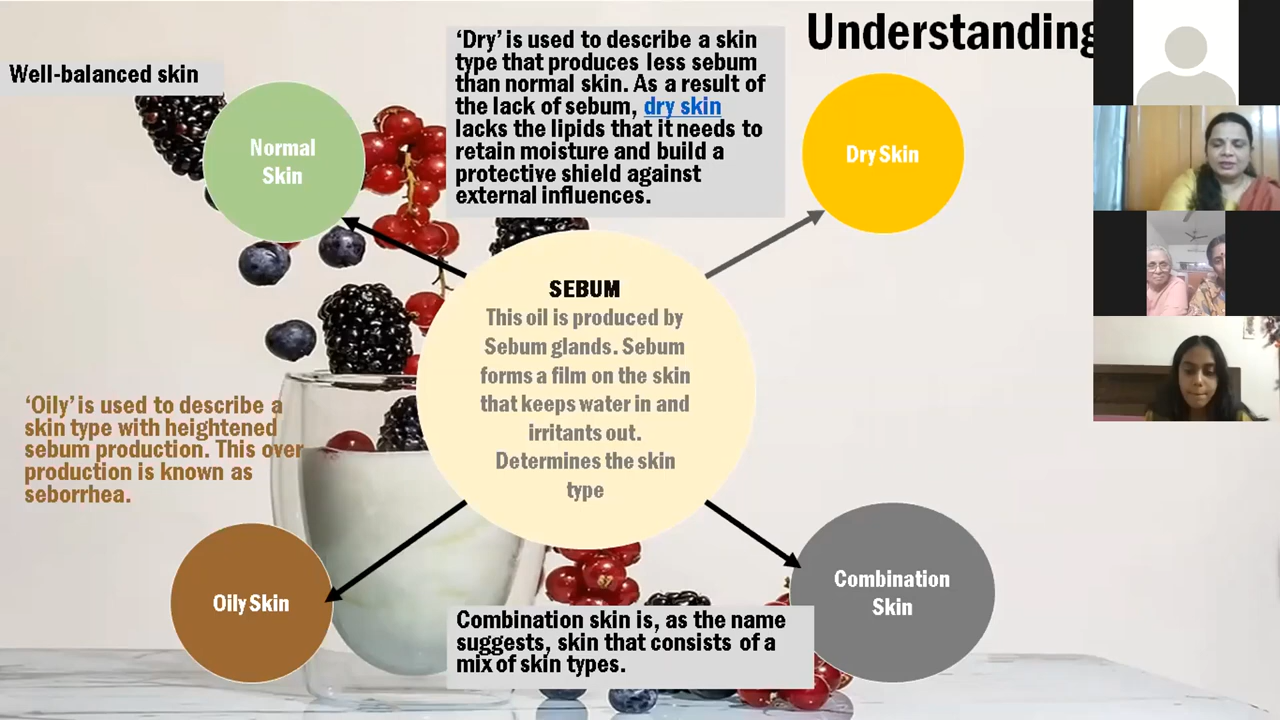 Understanding
Well-balanced skin
Normal
Skin
‘Dry’ is used to describe a skin
type that produces less sebum
than normal skin. As a result of
the lack of sebum, dry skin
lacks the lipids that it needs to
retain moisture and build a
protective shield against
external influences.
Dry Skin
SEBUM
This oil is produced by
Sebum glands. Sebum
forms a film on the skin
that keeps water in and
irritants out.
Determines the skin
type
‘Oily’ is used to describe a
skin type with heightened
sebum production. This over
production is known as
seborrhea.
Oily Skin
Combination skin is, as the name
suggests, skin that consists of a
mix of skin types.
Combination
Skin